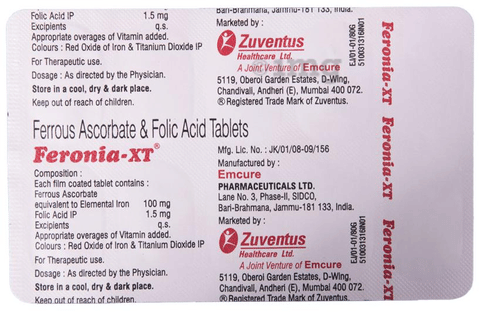 Folic Acid IP 1.5 mg
Excipients q.s.
Appropriate overages of Vitamin added.
Colours : Red Oxide of Iron & Titanium Dioxide IP
For Therapeutic use.
Dosage : As directed by the Physician.
Store in a cool, dry & dark place.
Keep out of reach of children.
Bari-Brahmana, Jammu-181 133, India.
Marketed by :
Zuventus
Healthcare Ltd.
A Joint Venture of Emcure
5119, Oberoi Garden Estates, D-Wing,
Chandivali, Andheri (E), Mumbai 400 072.
® Registered Trade Mark of Zuventus.
Ferrous Ascorbate & Folic Acid Tablets
Feronia-XT®
Composition :
Each film coated tablet contains :
Ferrous Ascorbate
equivalent to Elemental Iron 100 mg
Folic Acid IP 1.5 mg
Excipients q.s.
Appropriate overages of Vitamin added.
Colours : Red Oxide of Iron & Titanium Dioxide IP
For Therapeutic use.
Dosage : As directed by the Physician.
Store in a cool, dry & dark place.
Keep out of reach of children.
Mfg. Lic. No. : JK/01/08-09/156
Manufactured by :
Emcure
PHARMACEUTICALS LTD.
Lane No. 3, Phase-II, SIDCO,
Bari-Brahmana, Jammu-181 133, India.
Marketed by :
Zuventus
Healthcare Ltd.
A Joint Venture of Emcure
5119, Oberoi Garden Estates, D-Wing,
Chandivali, Andheri (E), Mumbai 400 072.
® Registered Trade Mark of Zuventus.
Feronia-XT
Feronia-XT
Feronia-XT